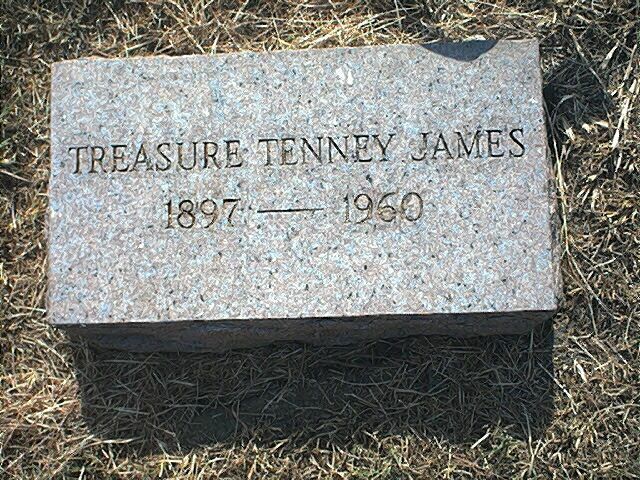 TREASURE TENNEY JAMES
1897 — 1960